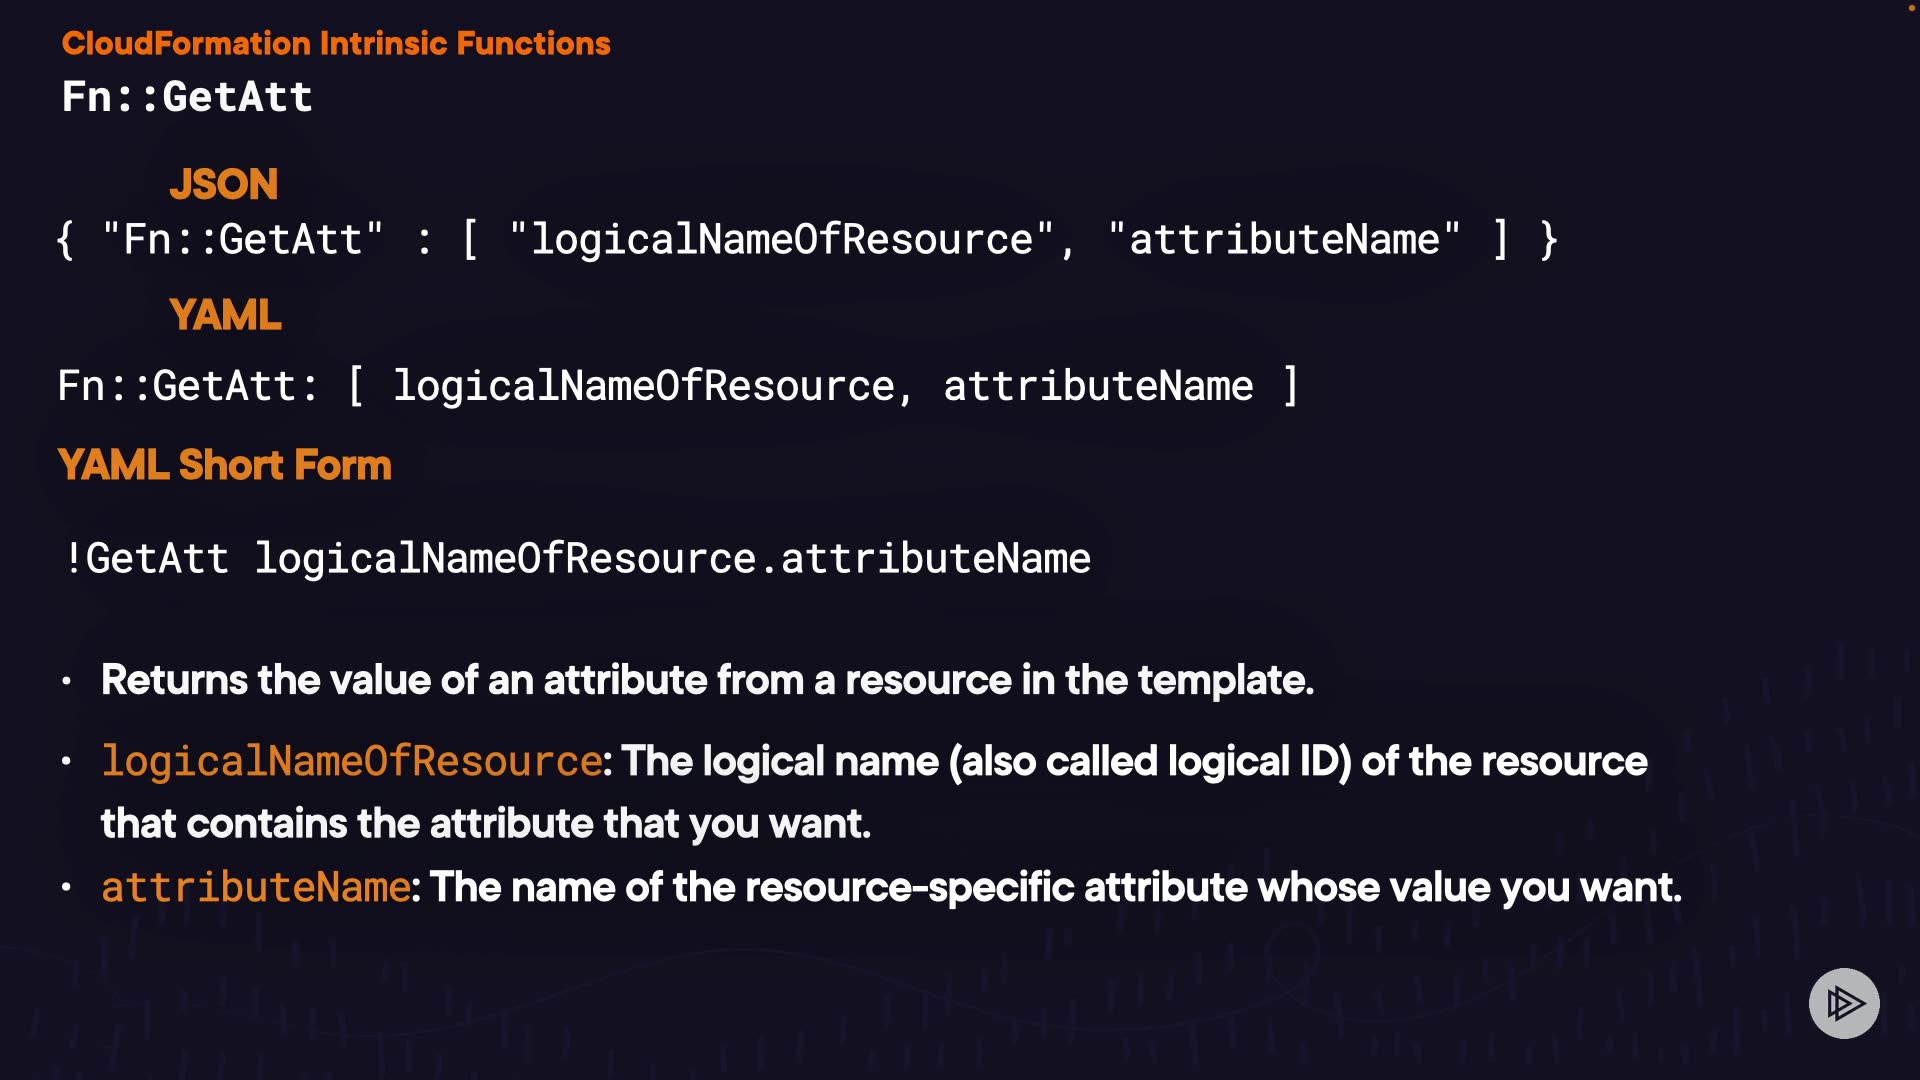 CloudFormation Intrinsic Functions
Fn::GetAtt
JSON
{ "Fn::GetAtt" : [ "logicalNameOfResource", "attributeName" ] }
YAML
Fn::GetAtt: [ logicalNameOfResource, attributeName ]
YAML Short Form
!GetAtt logicalNameOfResource.attributeName
• Returns the value of an attribute from a resource in the template.
• logicalNameOfResource: The logical name (also called logical ID) of the resource
that contains the attribute that you want.
• attributeName: The name of the resource-specific attribute whose value you want.